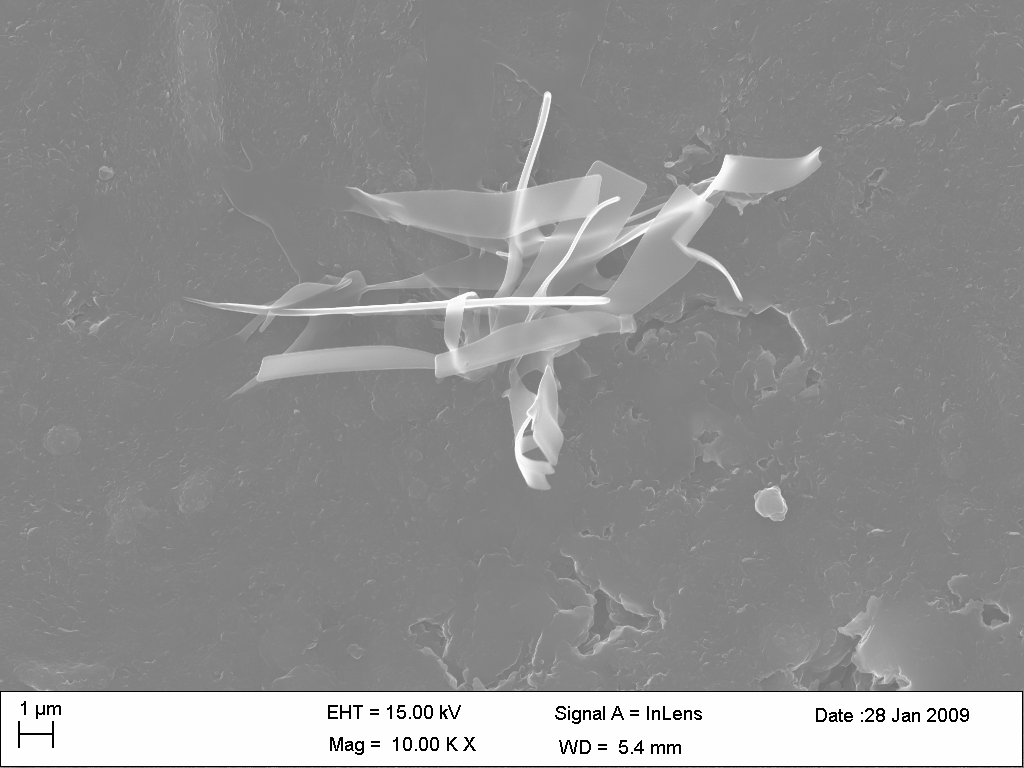 1 µm
EHT = 15.00 kV
Signal A = InLens
Date :28 Jan 2009
Mag = 10.00 K X
WD = 5.4 mm